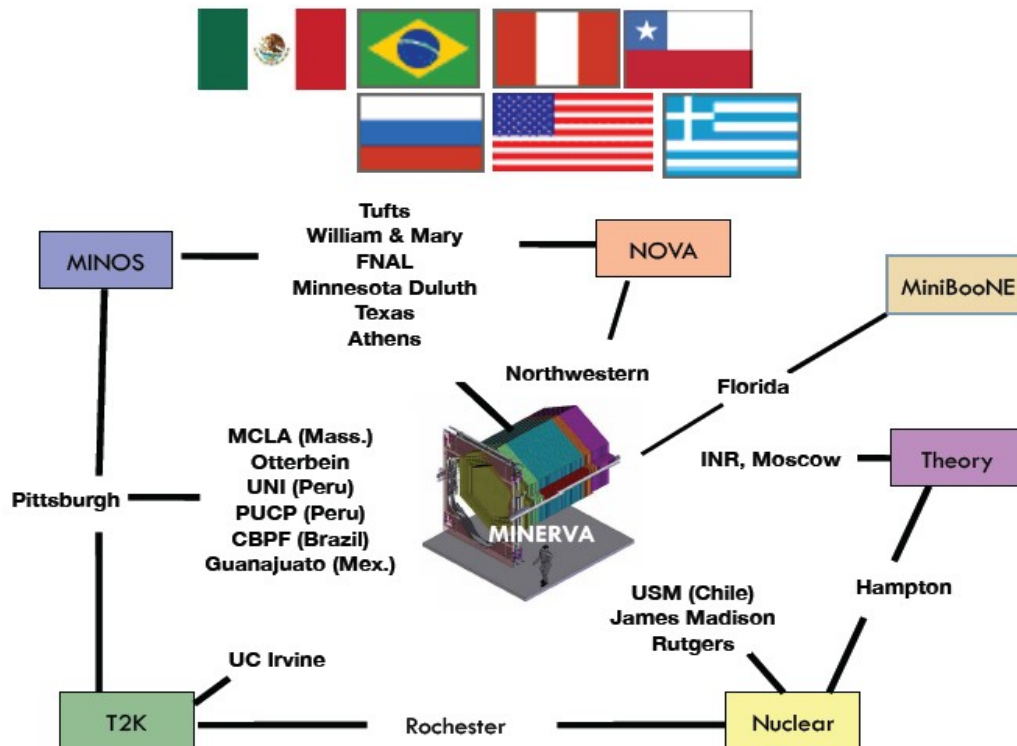 Tufts
William & Mary
FNAL
Minnesota Duluth
Texas
Athens
MINOS
NOVA
MiniBooNE
Northwestern
Florida
MCLA (Mass.)
Otterbein
UNI (Peru)
PUCP (Peru)
CBPF (Brazil)
Guanajuato (Mex.)
Pittsburgh
MINERVA
INR, Moscow
Theory
USM (Chile)
James Madison
Rutgers
Hampton
UC Irvine
T2K
Rochester
Nuclear